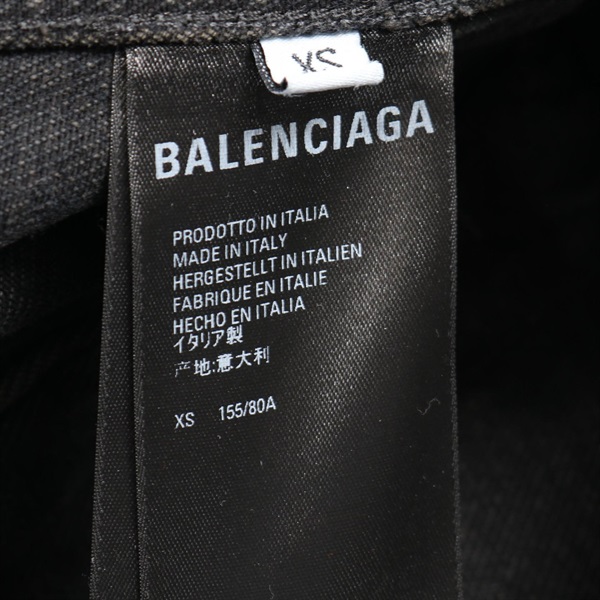 XS
BALENCIAGA
PRODOTTO IN ITALIA
MADE IN ITALY
HERGESTELLT IN ITALIEN
FABRIQUE EN ITALIE
HECHO EN ITALIA
イタリア製
产地:意大利
XS 155/80A